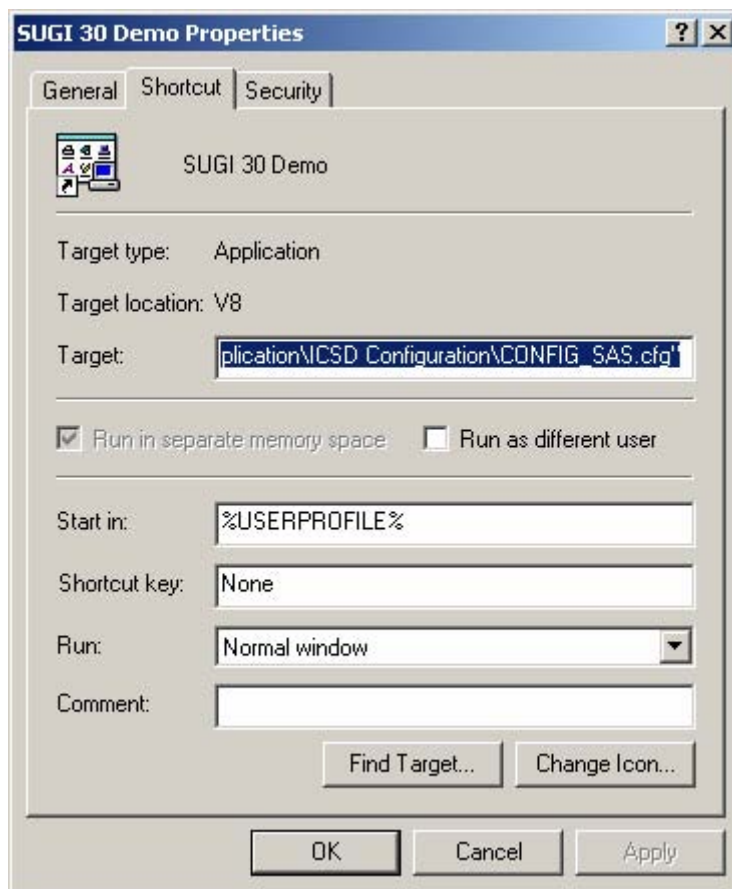 SUGI 30 Demo Properties
General Shortcut Security
SUGI 30 Demo
Target type: Application
Target location: V8
Target: plication\ICSD Configuration\CONFIG_SAS.cfg"
Run in separate memory space Run as different user
Start in: %USERPROFILE%
Shortcut key: None
Run: Normal window
Comment:
Find Target... Change Icon...
OK Cancel Apply